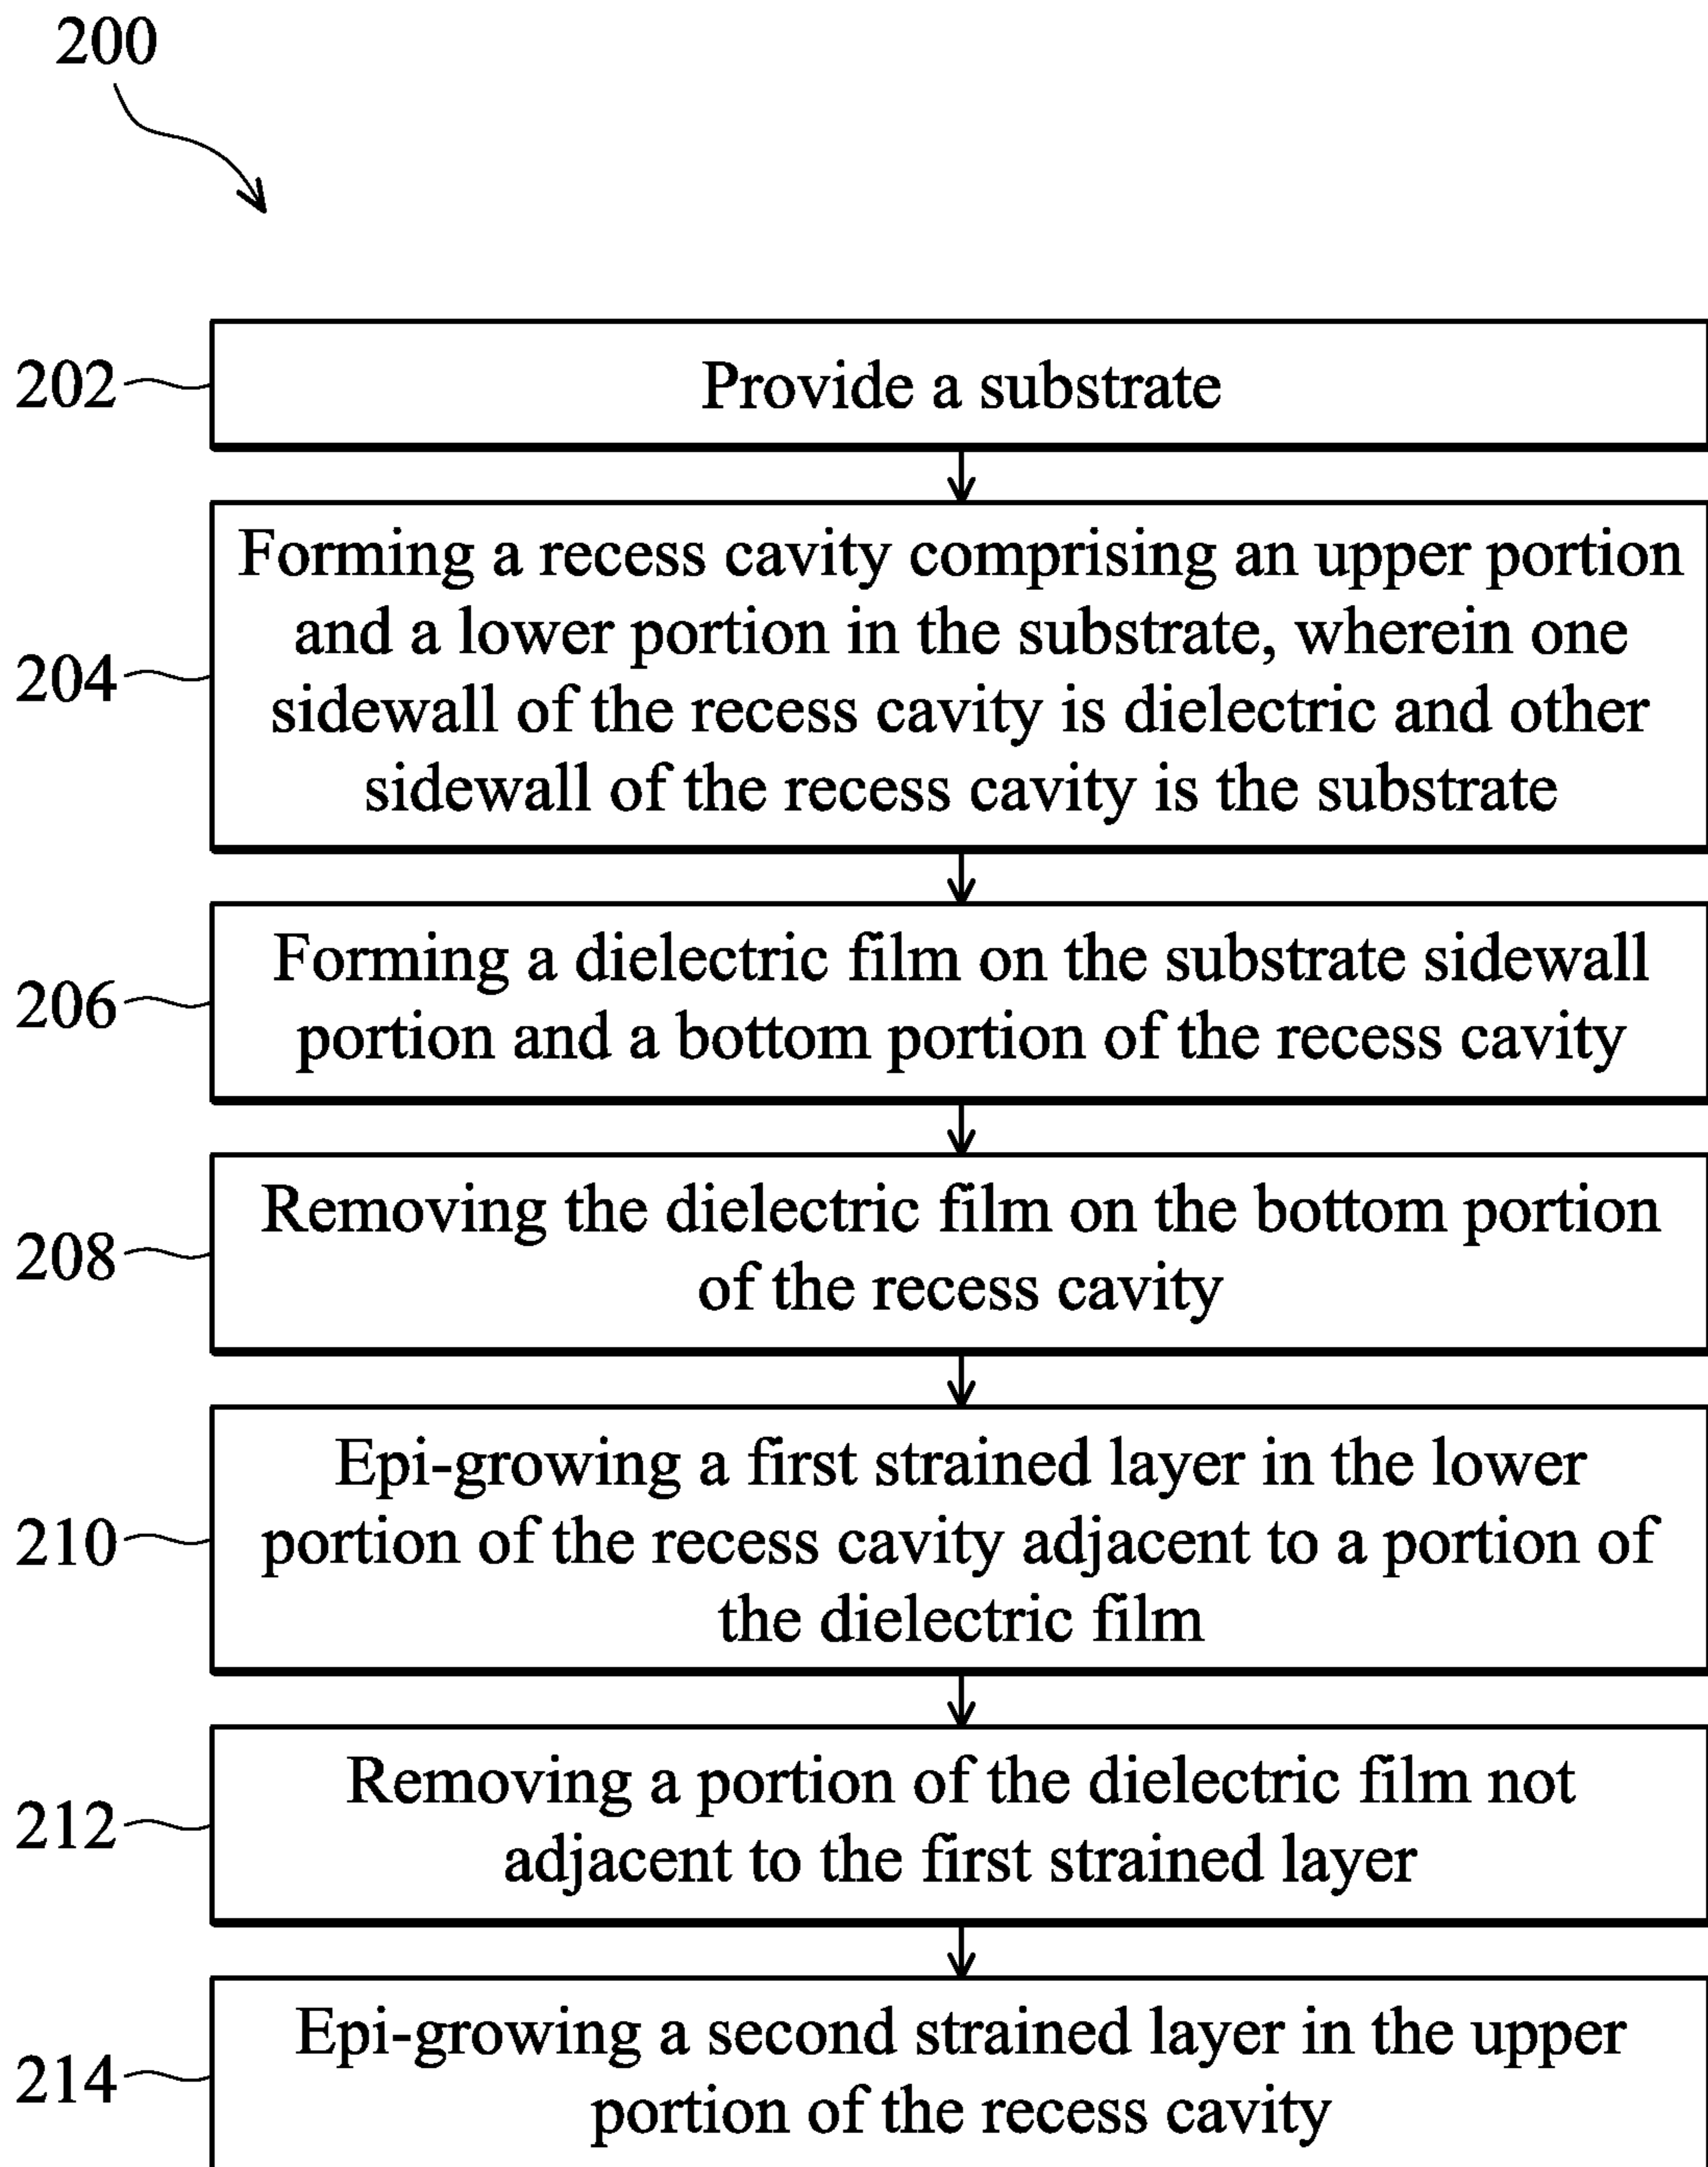 200
202
Provide a substrate
204
Forming a recess cavity comprising an upper portion
and a lower portion in the substrate, wherein one
sidewall of the recess cavity is dielectric and other
sidewall of the recess cavity is the substrate
206
Forming a dielectric film on the substrate sidewall
portion and a bottom portion of the recess cavity
208
Removing the dielectric film on the bottom portion
of the recess cavity
210
Epi-growing a first strained layer in the lower
portion of the recess cavity adjacent to a portion of
the dielectric film
212
Removing a portion of the dielectric film not
adjacent to the first strained layer
214
Epi-growing a second strained layer in the upper
portion of the recess cavity